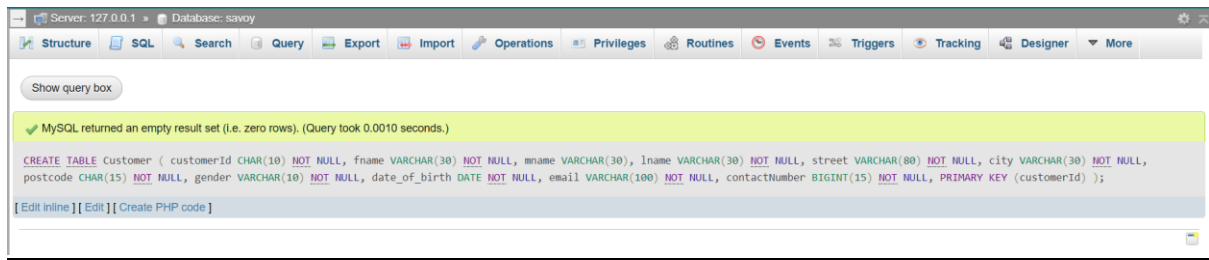 Server: 127.0.0.1 » Database: savoy
Structure SQL Search Query Export Import Operations Privileges Routines Events Triggers Tracking Designer More
Show query box
MySQL returned an empty result set (i.e. zero rows). (Query took 0.0010 seconds.)
CREATE TABLE Customer ( customerId CHAR(10) NOT NULL, fname VARCHAR(30) NOT NULL, mname VARCHAR(30), lname VARCHAR(30) NOT NULL, street VARCHAR(80) NOT NULL, city VARCHAR(30) NOT NULL,
postcode CHAR(15) NOT NULL, gender VARCHAR(10) NOT NULL, date_of_birth DATE NOT NULL, email VARCHAR(100) NOT NULL, contactNumber BIGINT(15) NOT NULL, PRIMARY KEY (customerId) );
[ Edit inline ] [ Edit ] [ Create PHP code ]